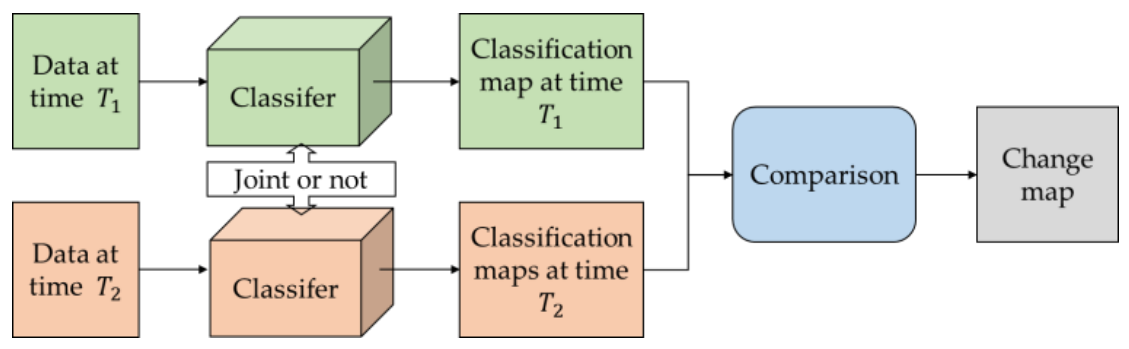 Data at
time T₁
Classifer
Classification
map at time
T₁
Joint or not
Comparison
Change
map
Data at
time T₂
Classifer
Classification
maps at time
T₂